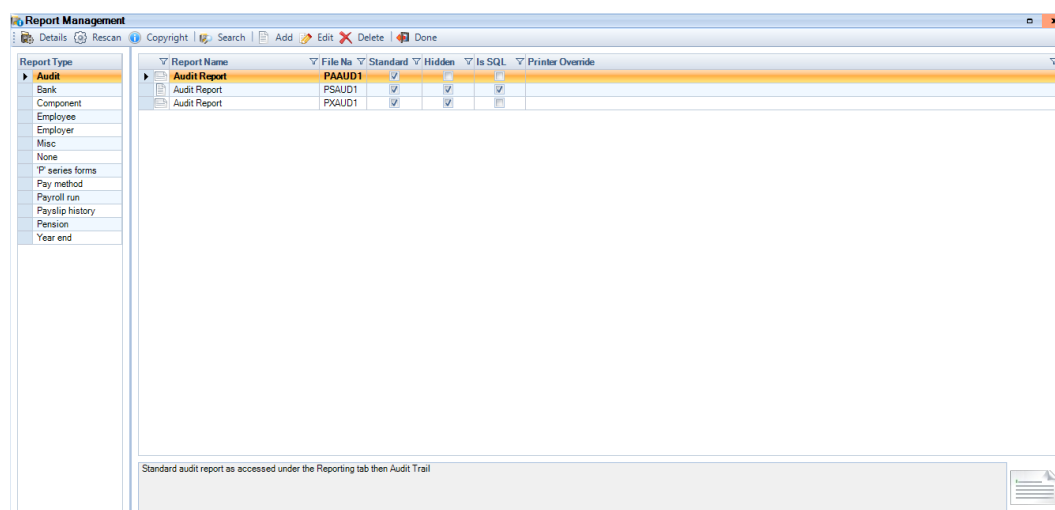 Report Management
Details Rescan Copyright Search Add Edit Delete Done
Report Type
Audit
Bank
Component
Employee
Employer
Misc
None
'P' series forms
Pay method
Payroll run
Payslip history
Pension
Year end
Report Name File Na Standard Hidden Is SQL Printer Override
Audit Report PAAUD1
Audit Report PSAUD1
Audit Report PXAUD1
Standard audit report as accessed under the Reporting tab then Audit Trail